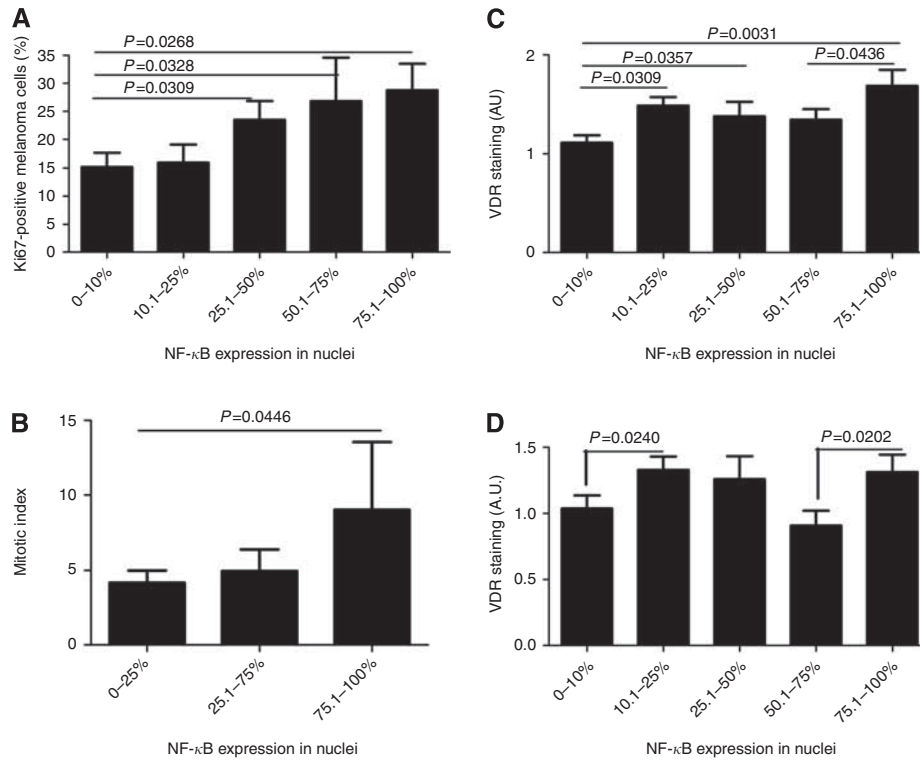 A
P=0.0268
P=0.0328
P=0.0309
Ki67-positive melanoma cells (%)
35
30
25
20
15
10
5
0
0–10%
10.1–25%
25.1–50%
50.1–75%
75.1–100%
NF-κB expression in nuclei
B
P=0.0446
Mitotic index
15
10
5
0
0–25%
25.1–75%
75.1–100%
NF-κB expression in nuclei
C
P=0.0031
P=0.0357
P=0.0436
P=0.0309
VDR staining (AU)
2
1
0
0–10%
10.1–25%
25.1–50%
50.1–75%
75.1–100%
NF-κB expression in nuclei
D
P=0.0240
P=0.0202
VDR staining (A.U.)
1.5
1.0
0.5
0.0
0–10%
10.1–25%
25.1–50%
50.1–75%
75.1–100%
NF-κB expression in nuclei